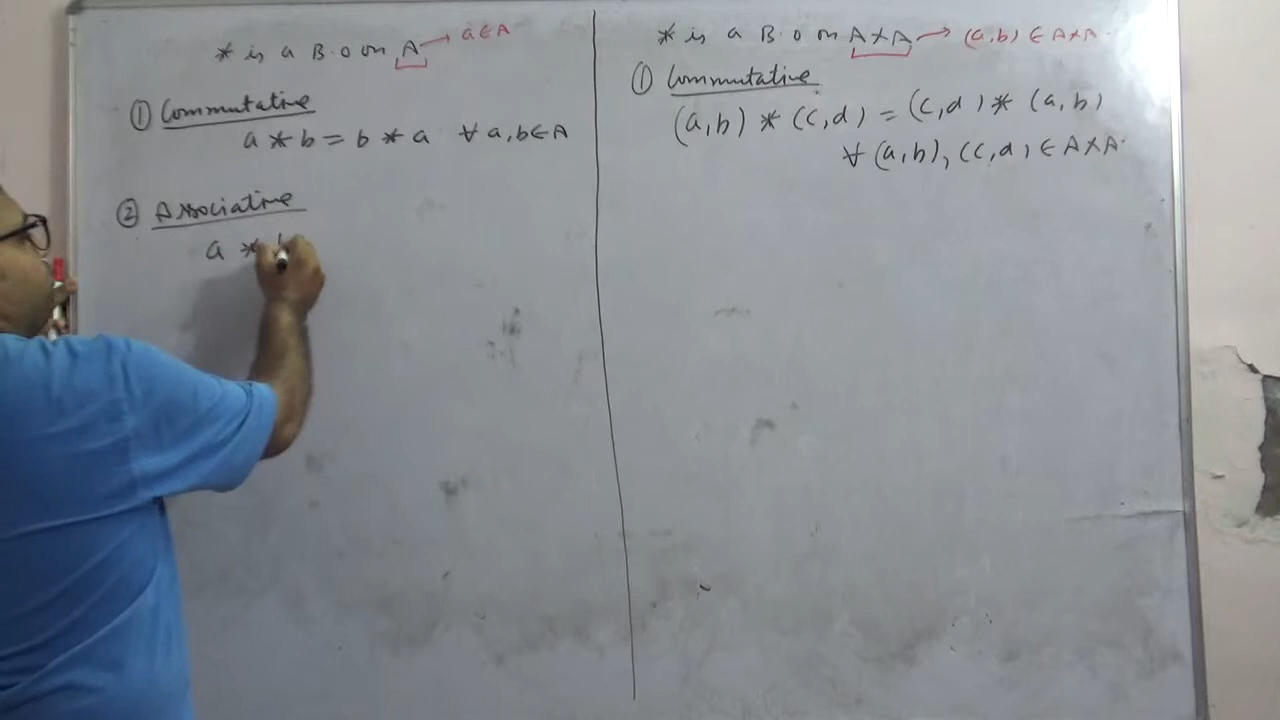 * is a B.O on A → a∈A
① Commutative
a * b = b * a ∀ a,b∈A
② Associative
a *
* is a B.O on A×A → (a,b) ∈ A×A.
① Commutative
(a,b) * (c,d) = (c,d) * (a,b)
∀ (a,b), (c,d) ∈ A×A.